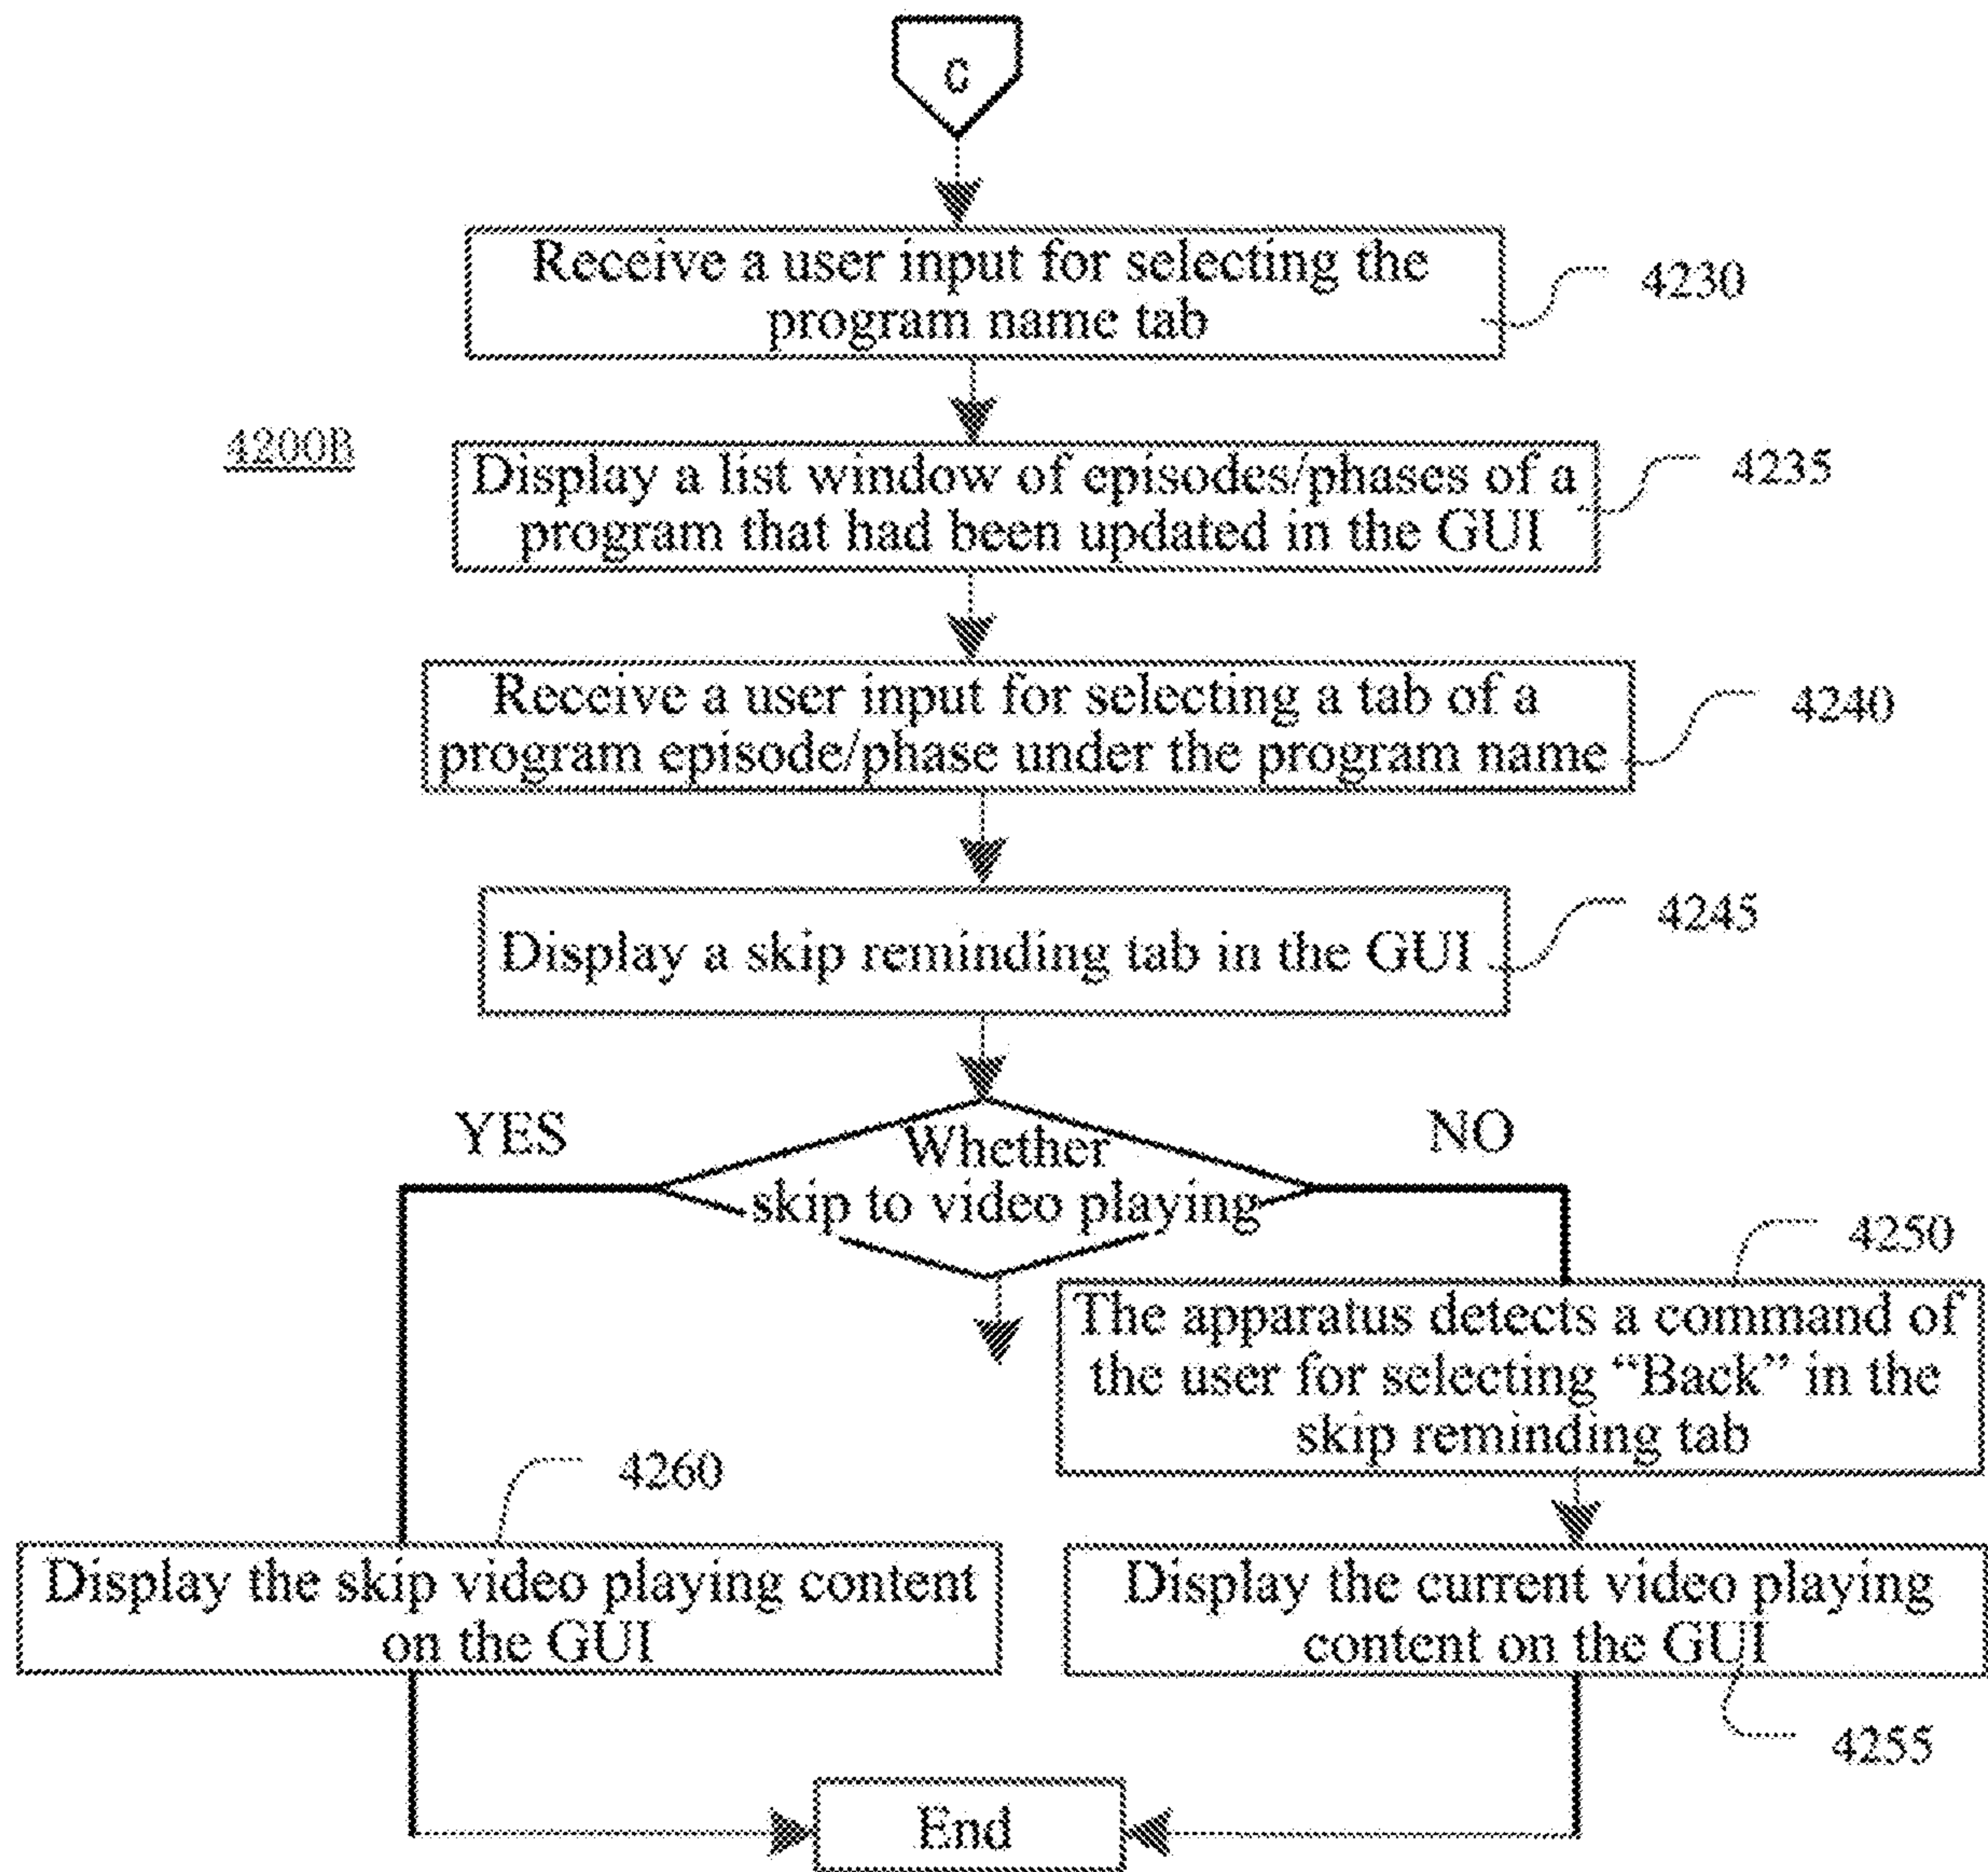 C
Receive a user input for selecting the
program name tab
4230
4200B
Display a list window of episodes/phases of a
program that had been updated in the GUI
4235
Receive a user input for selecting a tab of a
program episode/phase under the program name
4240
Display a skip reminding tab in the GUI
4245
YES
Whether
skip to video playing
NO
4250
The apparatus detects a command of
the user for selecting “Back” in the
skip reminding tab
4260
Display the skip video playing content
on the GUI
Display the current video playing
content on the GUI
4255
End